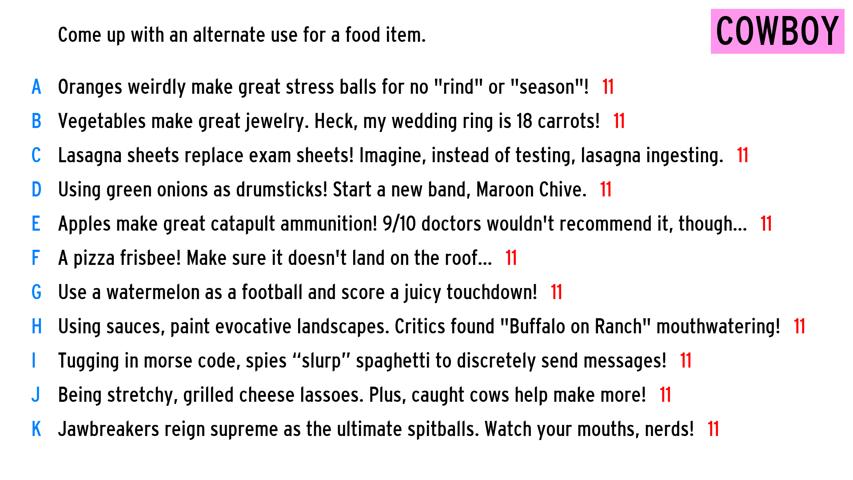 Come up with an alternate use for a food item.
COWBOY
A Oranges weirdly make great stress balls for no "rind" or "season"! 11
B Vegetables make great jewelry. Heck, my wedding ring is 18 carrots! 11
C Lasagna sheets replace exam sheets! Imagine, instead of testing, lasagna ingesting. 11
D Using green onions as drumsticks! Start a new band, Maroon Chive. 11
E Apples make great catapult ammunition! 9/10 doctors wouldn't recommend it, though... 11
F A pizza frisbee! Make sure it doesn't land on the roof... 11
G Use a watermelon as a football and score a juicy touchdown! 11
H Using sauces, paint evocative landscapes. Critics found "Buffalo on Ranch" mouthwatering! 11
I Tugging in morse code, spies “slurp” spaghetti to discretely send messages! 11
J Being stretchy, grilled cheese lassoes. Plus, caught cows help make more! 11
K Jawbreakers reign supreme as the ultimate spitballs. Watch your mouths, nerds! 11